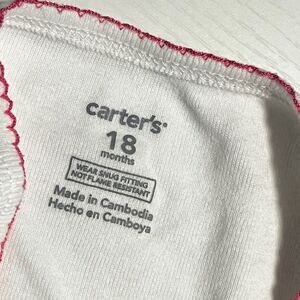 carter's®
18
months
WEAR SNUG FITTING
NOT FLAME RESISTANT
Made in Cambodia
Hecho en Camboya